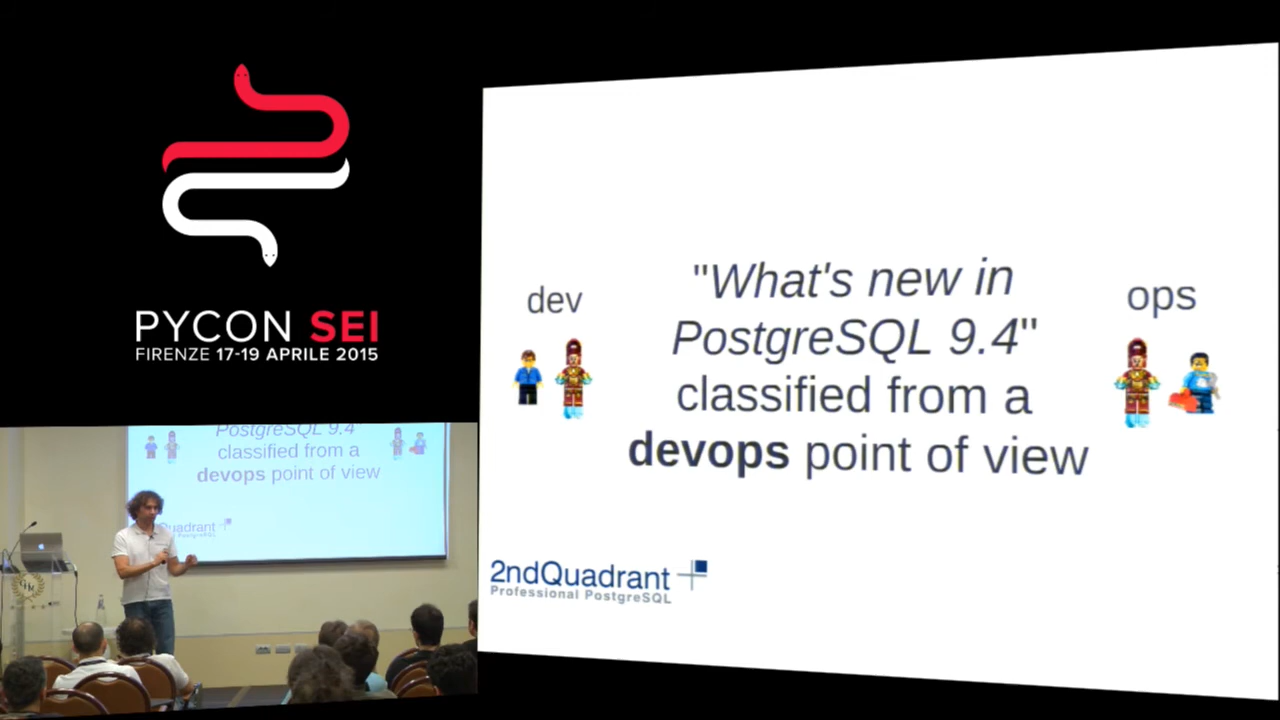 PYCON SEI
FIRENZE 17-19 APRILE 2015
dev
"What's new in
PostgreSQL 9.4"
classified from a
devops point of view
ops
2ndQuadrant
Professional PostgreSQL
PostgreSQL 9.4
classified from a
devops point of view
Quadrant